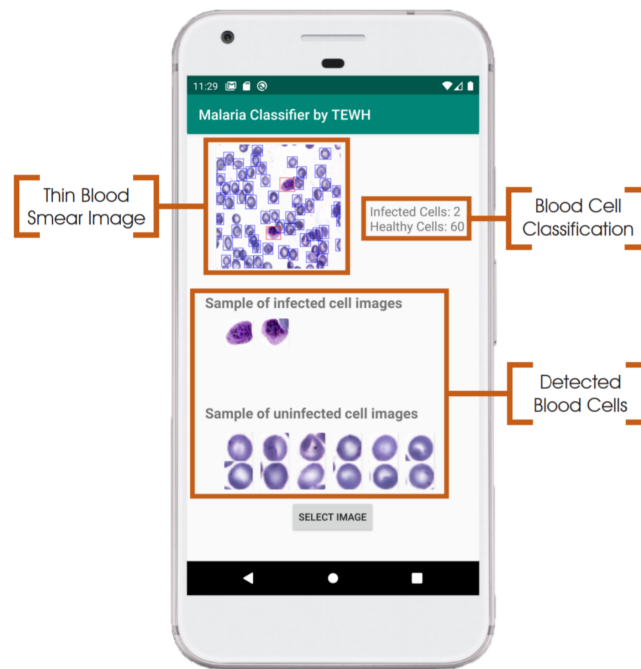 11:29
Malaria Classifier by TEWH
Thin Blood
Smear Image
Infected Cells: 2
Healthy Cells: 60
Blood Cell
Classification
Sample of infected cell images
Detected
Blood Cells
Sample of uninfected cell images
SELECT IMAGE